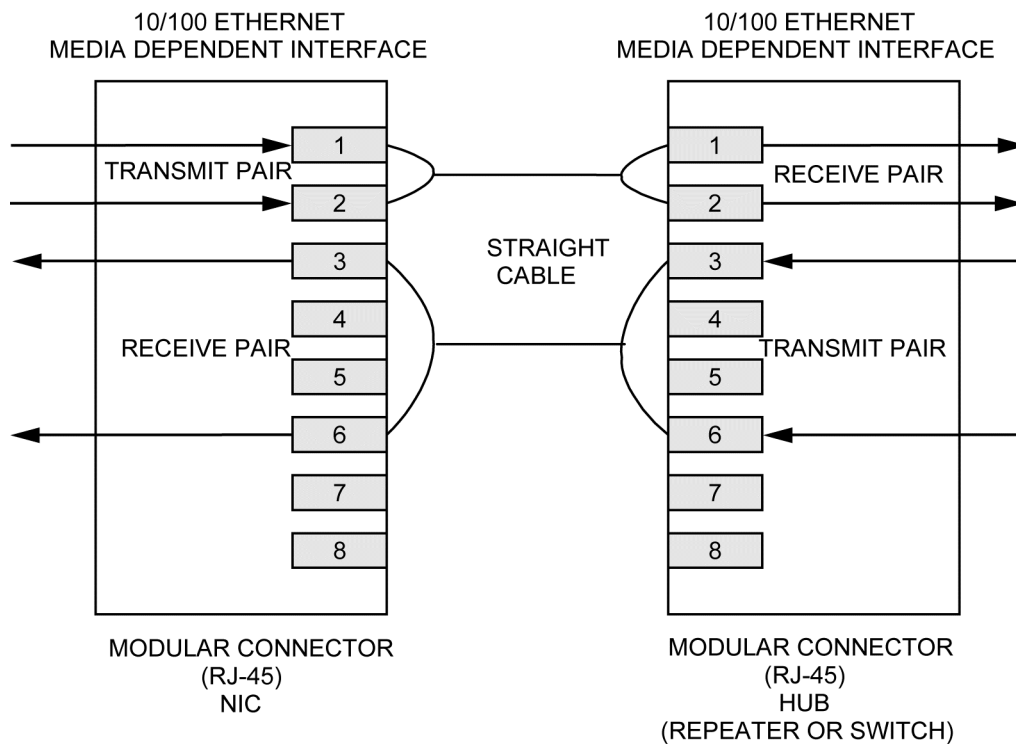 10/100 ETHERNET
MEDIA DEPENDENT INTERFACE
1
TRANSMIT PAIR
2
3
4
RECEIVE PAIR
5
6
7
8
MODULAR CONNECTOR
(RJ-45)
NIC
STRAIGHT
CABLE
10/100 ETHERNET
MEDIA DEPENDENT INTERFACE
1
RECEIVE PAIR
2
3
4
TRANSMIT PAIR
5
6
7
8
MODULAR CONNECTOR
(RJ-45)
HUB
(REPEATER OR SWITCH)